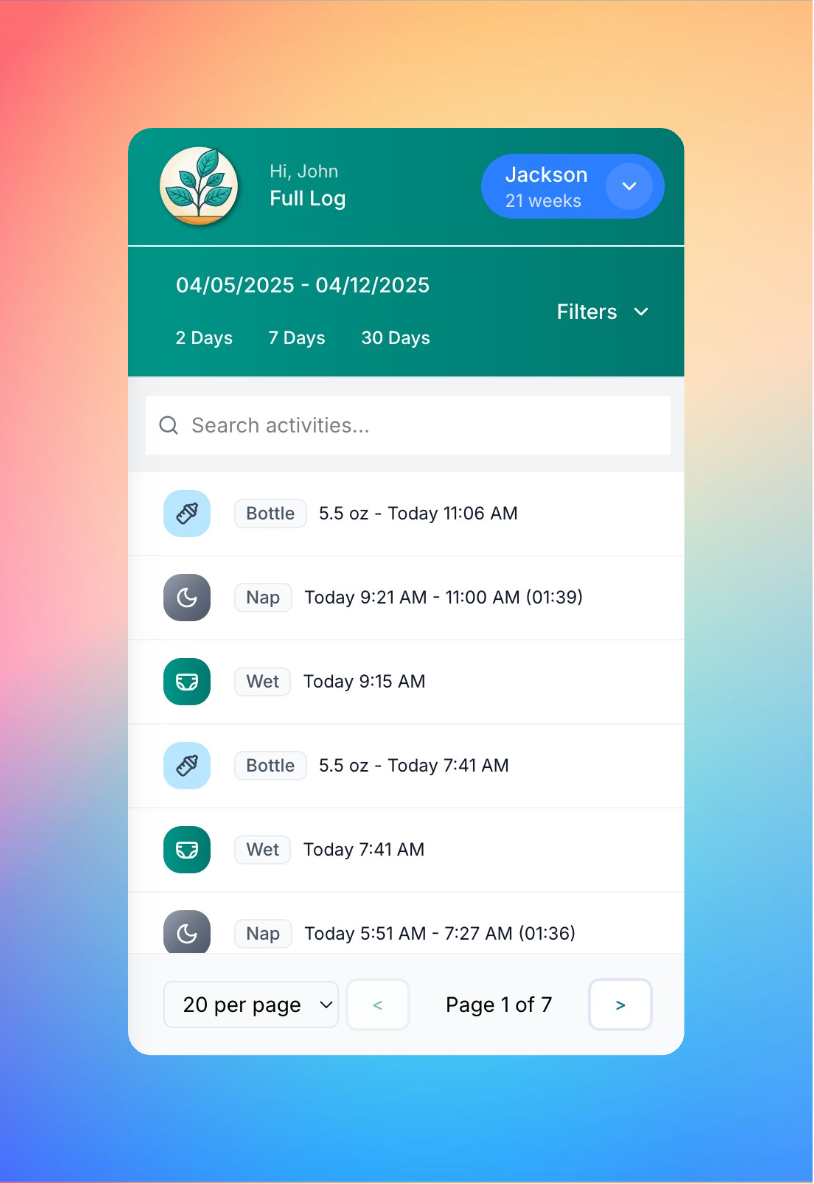 Hi, John
Full Log
Jackson
21 weeks
04/05/2025 - 04/12/2025
2 Days 7 Days 30 Days
Filters
Search activities...
Bottle 5.5 oz - Today 11:06 AM
Nap Today 9:21 AM - 11:00 AM (01:39)
Wet Today 9:15 AM
Bottle 5.5 oz - Today 7:41 AM
Wet Today 7:41 AM
Nap Today 5:51 AM - 7:27 AM (01:36)
20 per page < Page 1 of 7 >